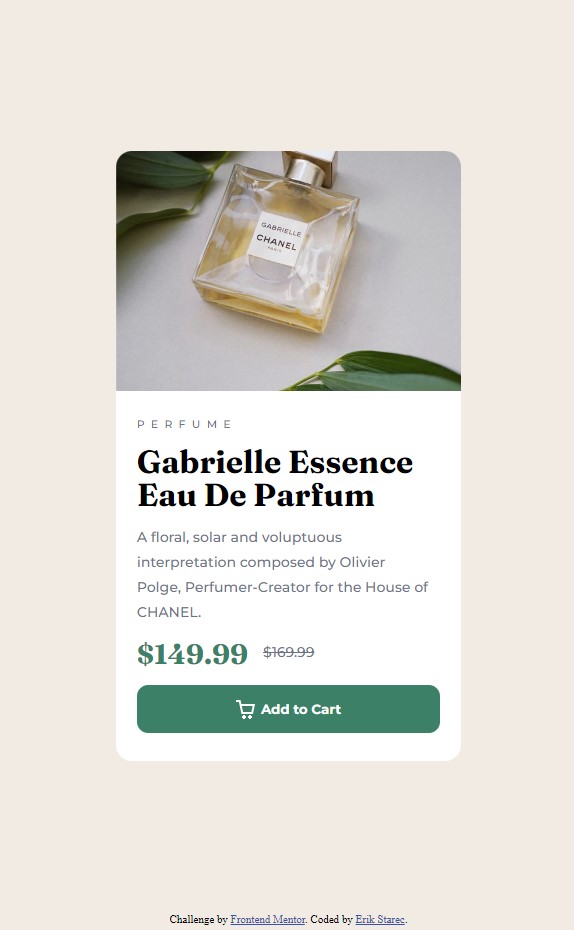 GABRIELLE
CHANEL
PARIS
PERFUME
Gabrielle Essence
Eau De Parfum
A floral, solar and voluptuous
interpretation composed by Olivier
Polge, Perfumer-Creator for the House of
CHANEL.
$149.99 $169.99
Add to Cart
Challenge by Frontend Mentor. Coded by Erik Starec.